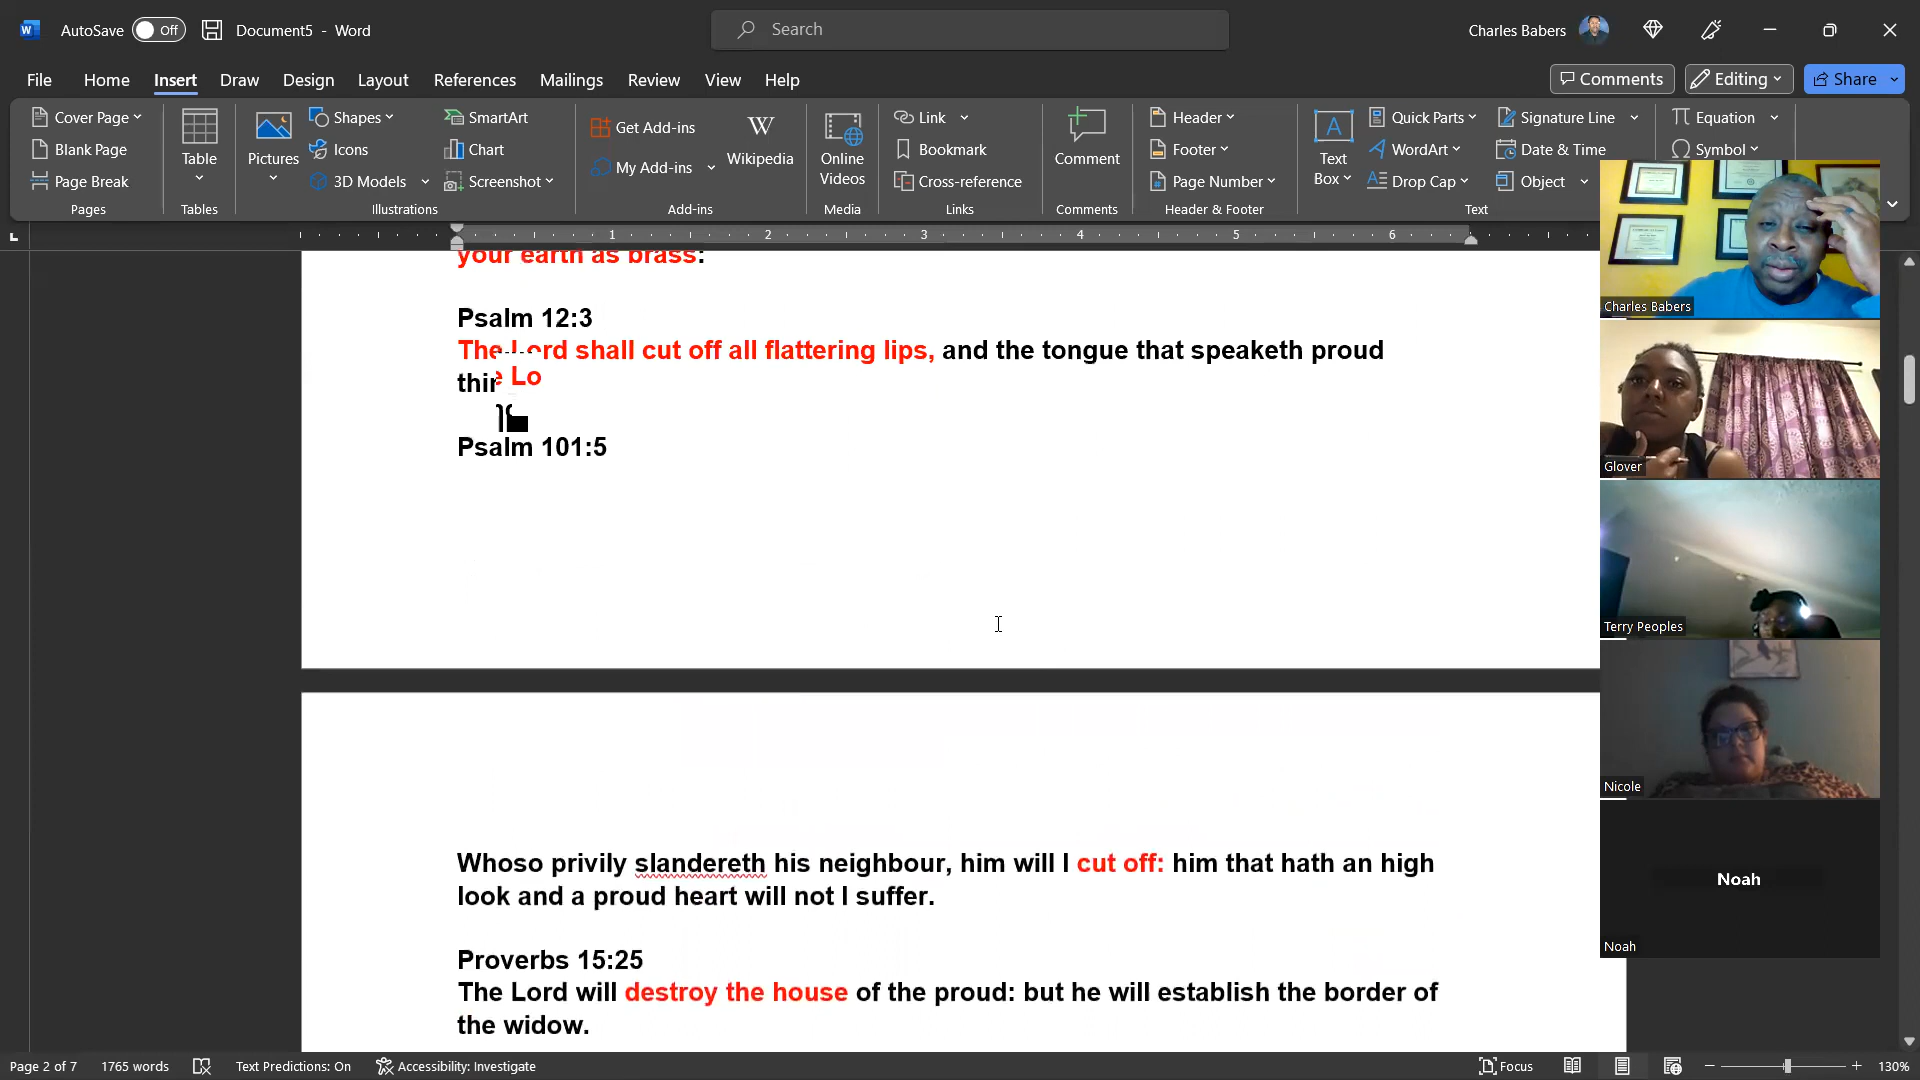 AutoSave Off Document5 - Word Search Charles Babers
File Home Insert Draw Design Layout References Mailings Review View Help Comments Editing Share
Cover Page
Blank Page
Page Break
Pages
Table
Tables
Pictures
Shapes
Icons
3D Models
SmartArt
Chart
Screenshot
Illustrations
Get Add-ins
My Add-ins
Wikipedia
Add-ins
Online
Videos
Media
Link
Bookmark
Cross-reference
Links
Comment
Comments
Header
Footer
Page Number
Header & Footer
Text
Box
Quick Parts
WordArt
Drop Cap
Signature Line
Date & Time
Object
Text
Equation
Symbol
1 2 3 4 5 6
your earth as brass:
Psalm 12:3
The Lord shall cut off all flattering lips, and the tongue that speaketh proud
e Lo
Psalm 101:5
Whoso privily slandereth his neighbour, him will I cut off: him that hath an high
look and a proud heart will not I suffer.
Proverbs 15:25
The Lord will destroy the house of the proud: but he will establish the border of
the widow.
Charles Babers
Glover
Terry Peoples
Nicole
Noah
Noah
Page 2 of 7 1765 words Text Predictions: On Accessibility: Investigate Focus 130%